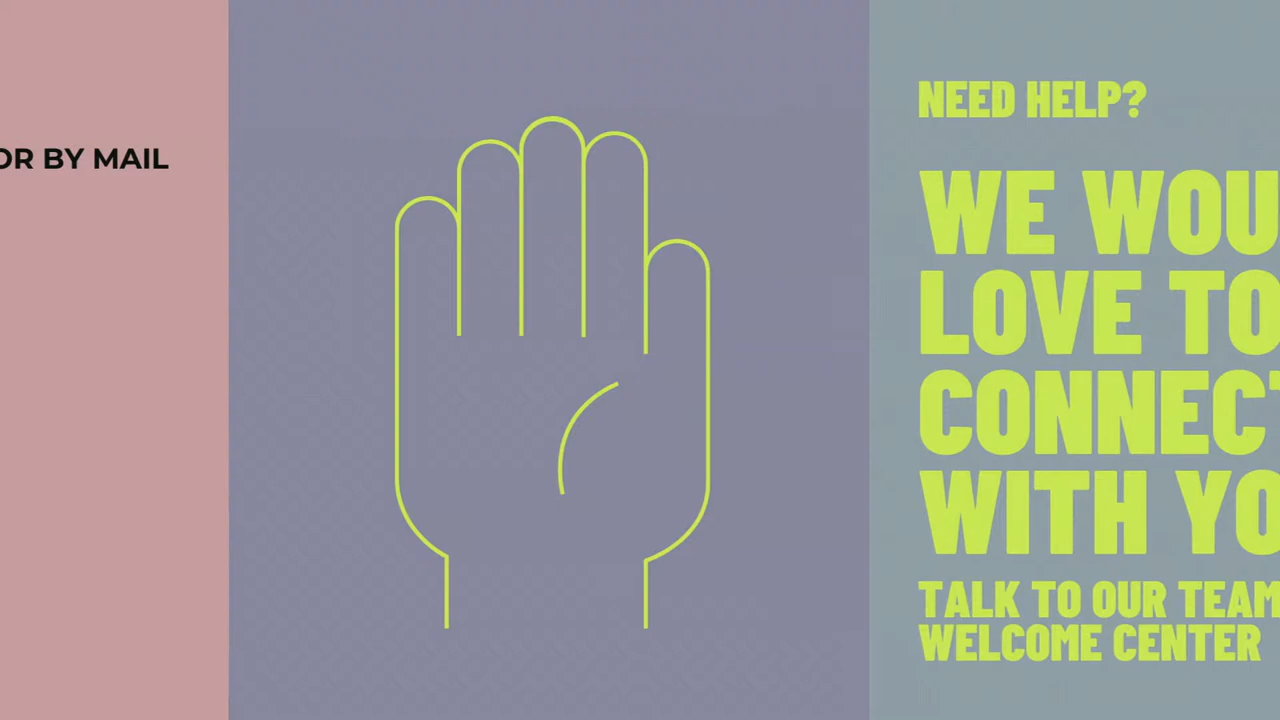 OR BY MAIL
NEED HELP?
WE WOU
LOVE TO
CONNECT
WITH YO
TALK TO OUR TEAM
WELCOME CENTER